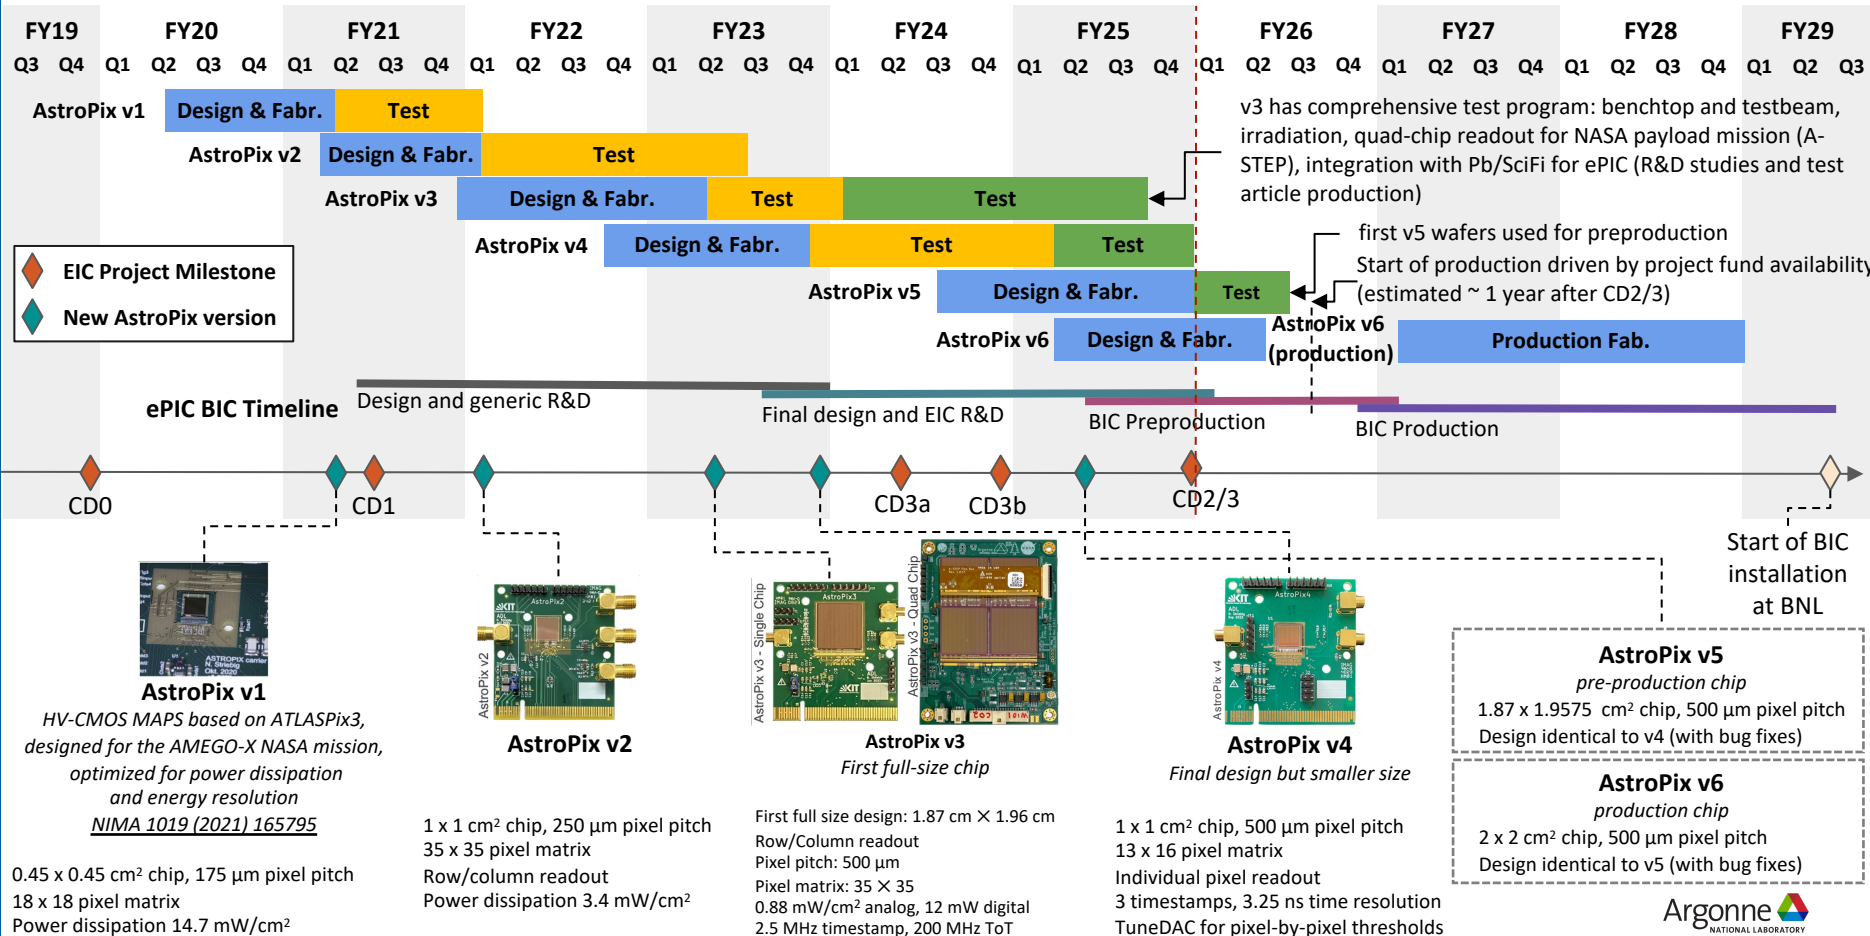 FY19 FY20 FY21 FY22 FY23 FY24 FY25 FY26 FY27 FY28 FY29
Q3 Q4 Q1 Q2 Q3 Q4 Q1 Q2 Q3 Q4 Q1 Q2 Q3 Q4 Q1 Q2 Q3 Q4 Q1 Q2 Q3 Q4 Q1 Q2 Q3 Q4 Q1 Q2 Q3 Q4 Q1 Q2 Q3 Q4 Q1 Q2 Q3 Q4 Q1 Q2 Q3
AstroPix v1 Design & Fabr. Test
AstroPix v2 Design & Fabr. Test
AstroPix v3 Design & Fabr. Test Test
AstroPix v4 Design & Fabr. Test Test
AstroPix v5 Design & Fabr. Test
AstroPix v6 Design & Fabr.
AstroPix v6
(production)
Production Fab.
v3 has comprehensive test program: benchtop and testbeam,
irradiation, quad-chip readout for NASA payload mission (A-
STEP), integration with Pb/SciFi for ePIC (R&D studies and test
article production)
first v5 wafers used for preproduction
Start of production driven by project fund availability
(estimated ~ 1 year after CD2/3)
EIC Project Milestone
New AstroPix version
ePIC BIC Timeline
Design and generic R&D
Final design and EIC R&D
BIC Preproduction
BIC Production
CD0
CD1
CD3a
CD3b
CD2/3
Start of BIC
installation
at BNL
ASTROPIX carrier
N. Striebig
Okt. 2020
AstroPix v1
HV-CMOS MAPS based on ATLASPix3,
designed for the AMEGO-X NASA mission,
optimized for power dissipation
and energy resolution
NIMA 1019 (2021) 165795
0.45 x 0.45 cm² chip, 175 µm pixel pitch
18 x 18 pixel matrix
Power dissipation 14.7 mW/cm²
AstroPix v2
AstroPix2
KIT
ADL
AstroPix v2
1 x 1 cm² chip, 250 µm pixel pitch
35 x 35 pixel matrix
Row/column readout
Power dissipation 3.4 mW/cm²
AstroPix v3 - Single Chip
AstroPix3
KIT
AstroPix v3 - Quad Chip
AstroPix v3
First full-size chip
First full size design: 1.87 cm × 1.96 cm
Row/Column readout
Pixel pitch: 500 µm
Pixel matrix: 35 × 35
0.88 mW/cm² analog, 12 mW digital
2.5 MHz timestamp, 200 MHz ToT
AstroPix v4
AstroPix4
KIT
ADL
AstroPix v4
Final design but smaller size
1 x 1 cm² chip, 500 µm pixel pitch
13 x 16 pixel matrix
Individual pixel readout
3 timestamps, 3.25 ns time resolution
TuneDAC for pixel-by-pixel thresholds
AstroPix v5
pre-production chip
1.87 x 1.9575 cm² chip, 500 µm pixel pitch
Design identical to v4 (with bug fixes)
AstroPix v6
production chip
2 x 2 cm² chip, 500 µm pixel pitch
Design identical to v5 (with bug fixes)
Argonne
NATIONAL LABORATORY